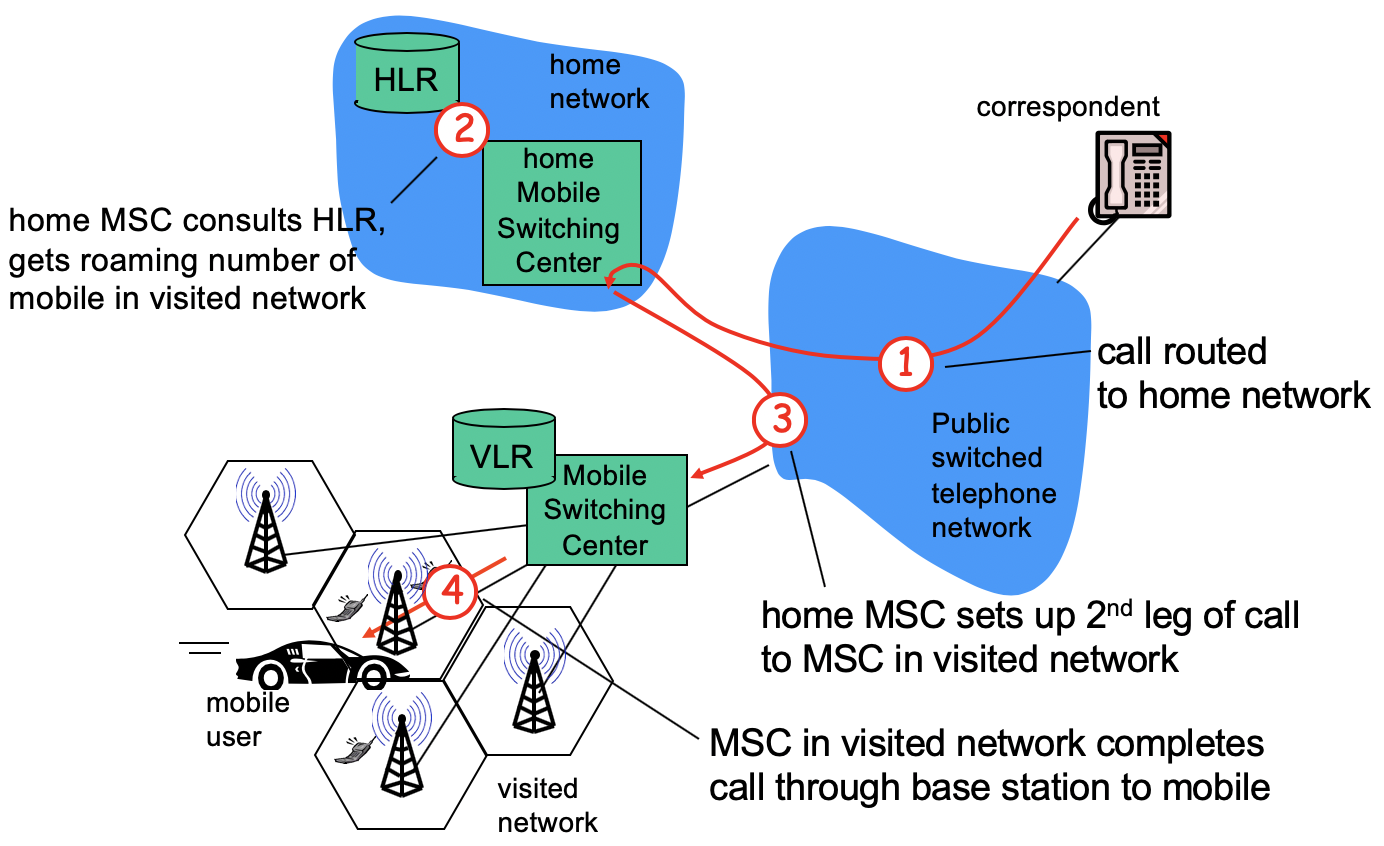 HLR
home
network
2
home
Mobile
Switching
Center
correspondent
home MSC consults HLR,
gets roaming number of
mobile in visited network
1
call routed
to home network
3
Public
switched
telephone
network
VLR
Mobile
Switching
Center
4
home MSC sets up 2nd leg of call
to MSC in visited network
mobile
user
MSC in visited network completes
call through base station to mobile
visited
network